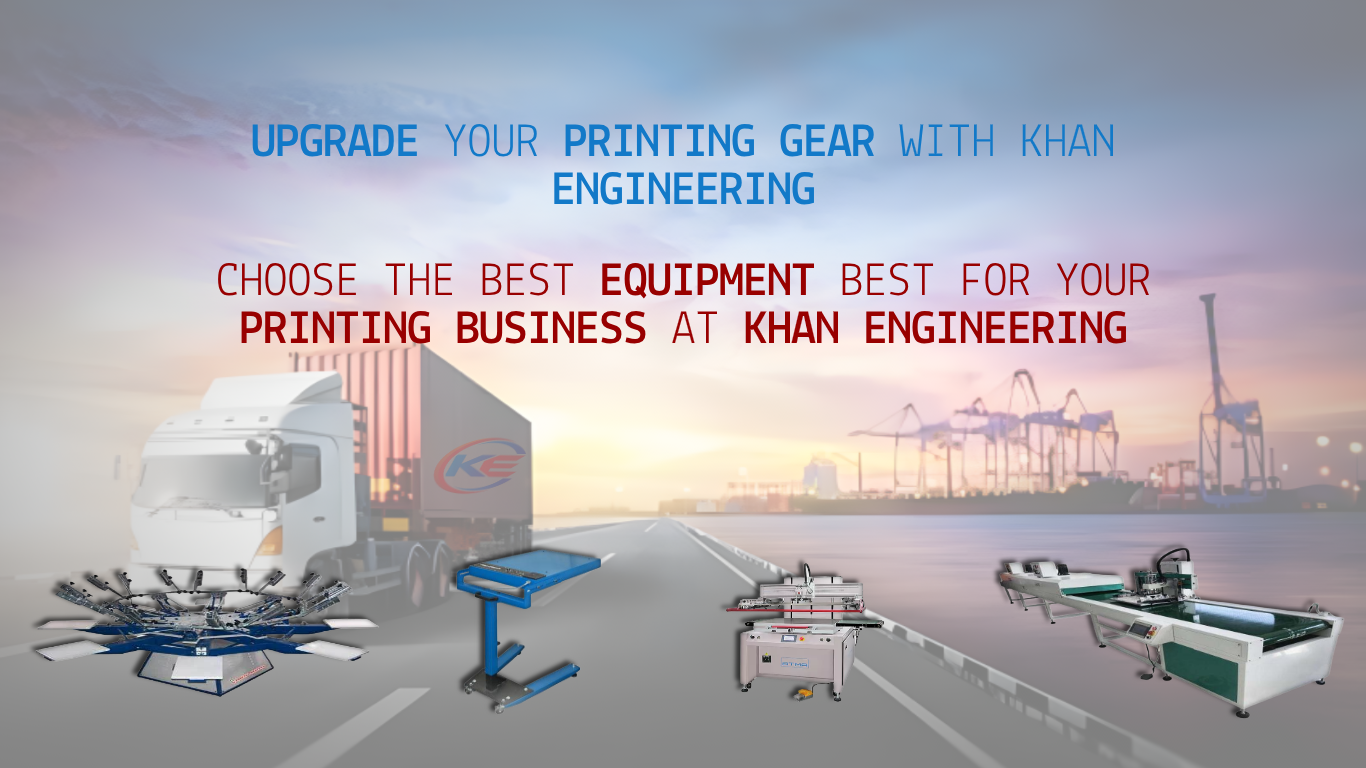 UPGRADE YOUR PRINTING GEAR WITH KHAN
ENGINEERING
CHOOSE THE BEST EQUIPMENT BEST FOR YOUR
PRINTING BUSINESS AT KHAN ENGINEERING
KE